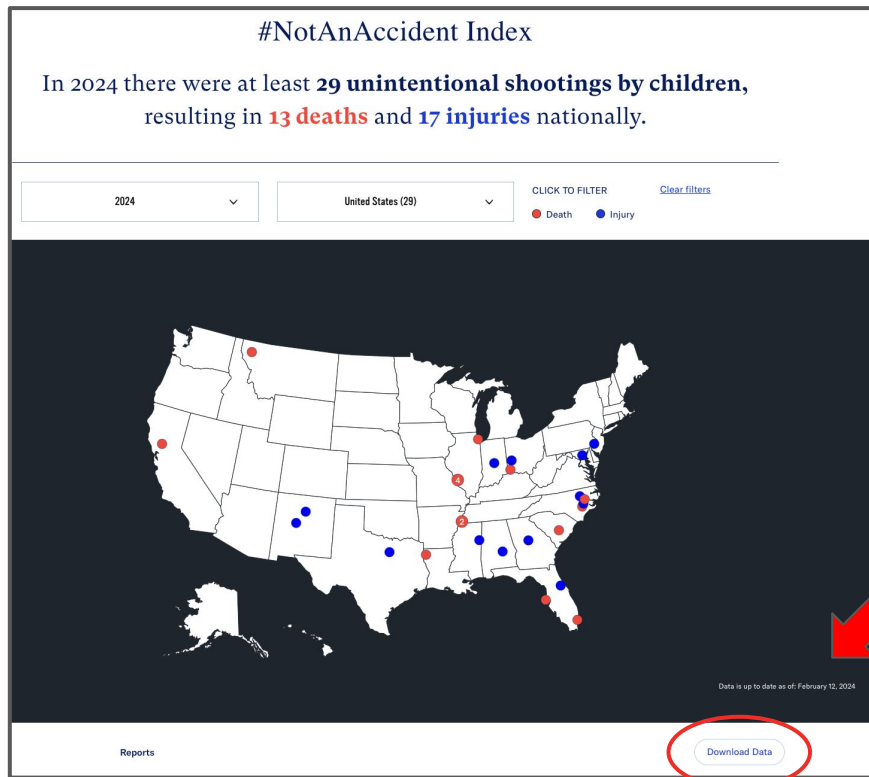 #NotAnAccident Index
In 2024 there were at least 29 unintentional shootings by children,
resulting in 13 deaths and 17 injuries nationally.
2024
United States (29)
CLICK TO FILTER
Clear filters
Death
Injury
4
2
Data is up to date as of: February 12, 2024
Reports
Download Data